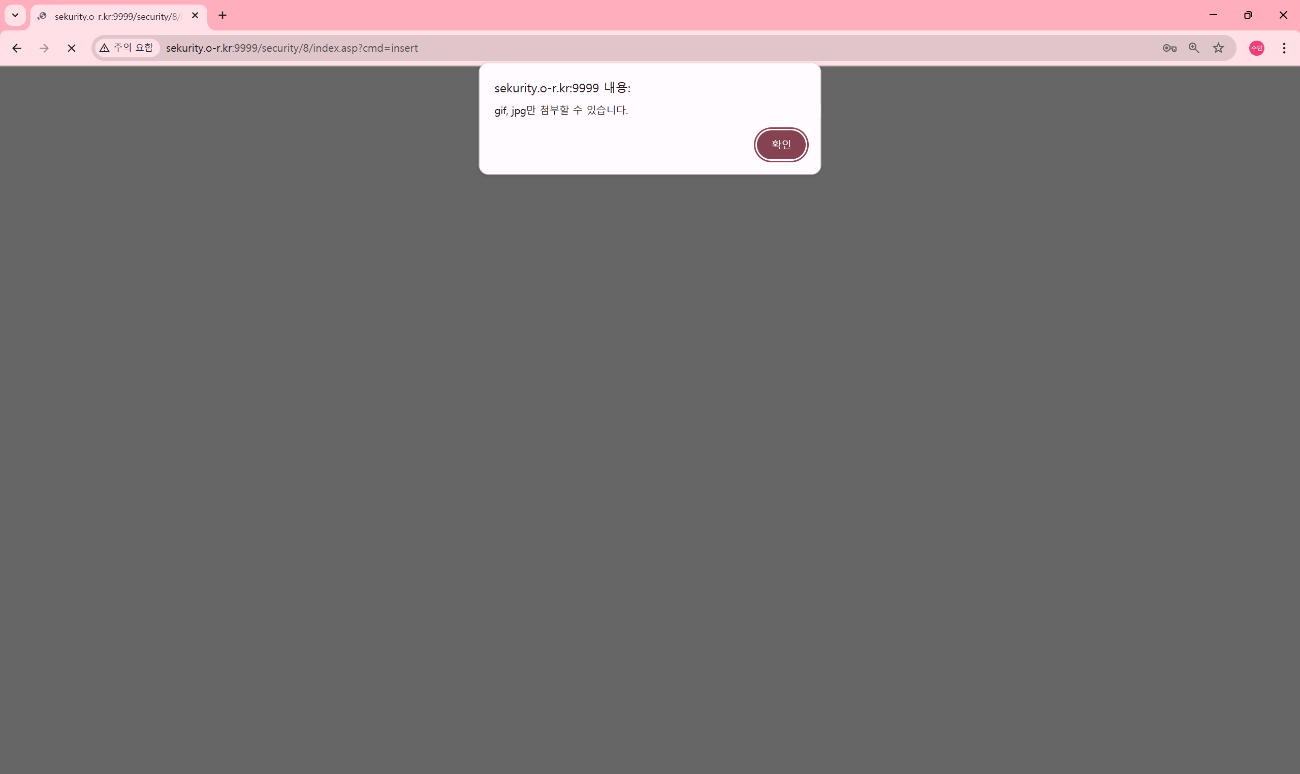 sekurity.o-r.kr:9999/security/8/
주의 요함
sekurity.o-r.kr:9999/security/8/index.asp?cmd=insert
수민
sekurity.o-r.kr:9999 내용:
gif, jpg만 첨부할 수 있습니다.
확인